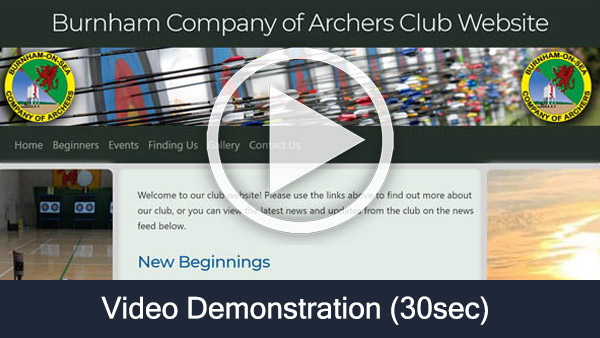 Burnham Company of Archers Club Website
BURNHAM-ON-SEA
COMPANY OF ARCHERS
BURNHAM-ON-SEA
COMPANY OF ARCHERS
Home Beginners Events Finding Us Gallery Contact Us
Welcome to our club website! Please use the links above to find out more about
our club, or you can view the latest news and updates from the club on the news
feed below.
New Beginnings
Video Demonstration (30sec)